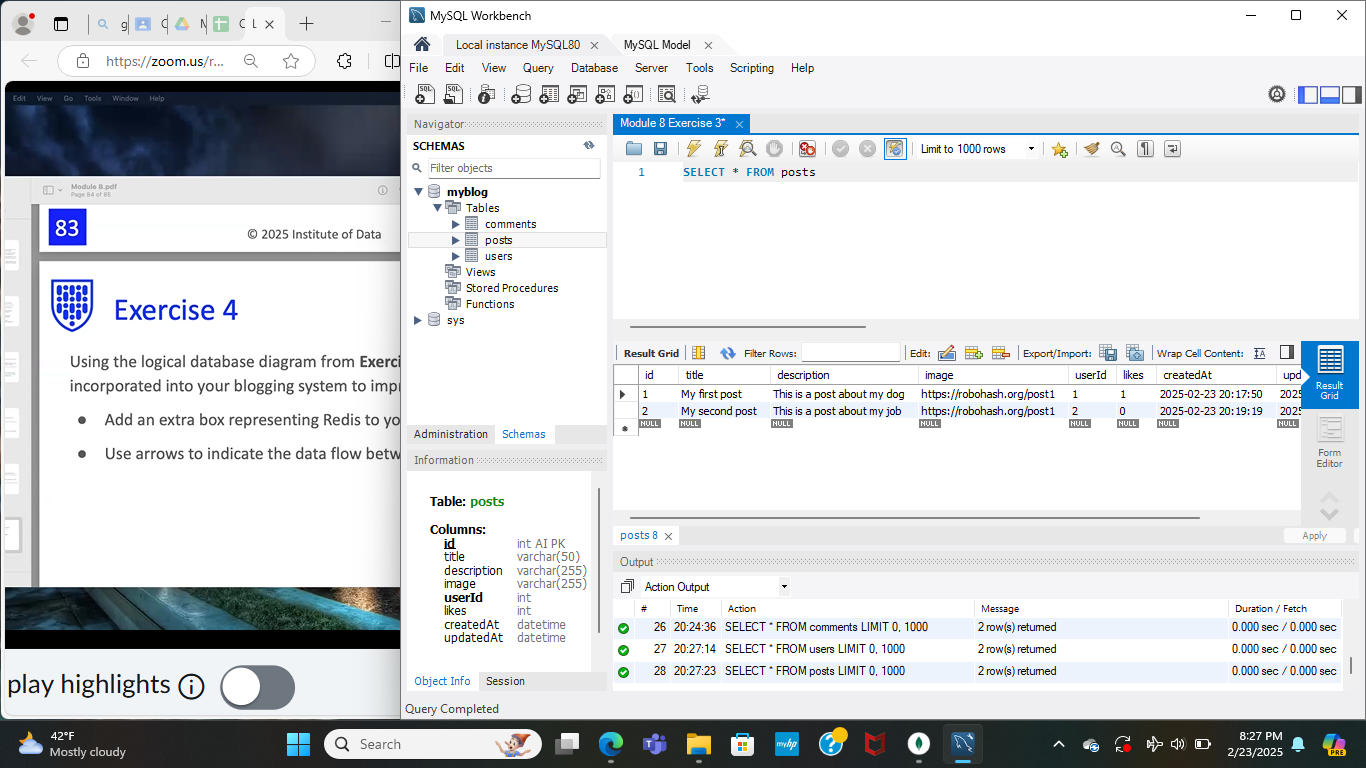 https://zoom.us/r...
Edit View Go Tools Window Help
Module 8.pdf
Page 84 of 85
83
© 2025 Institute of Data
Exercise 4
Using the logical database diagram from Exerci
incorporated into your blogging system to imp
• Add an extra box representing Redis to yo
• Use arrows to indicate the data flow betw
play highlights
MySQL Workbench
Local instance MySQL80
MySQL Model
File Edit View Query Database Server Tools Scripting Help
Navigator
SCHEMAS
Filter objects
myblog
Tables
comments
posts
users
Views
Stored Procedures
Functions
sys
Administration Schemas
Information
Table: posts
Columns:
id int AI PK
title varchar(50)
description varchar(255)
image varchar(255)
userId int
likes int
createdAt datetime
updatedAt datetime
Object Info Session
Query Completed
Module 8 Exercise 3*
Limit to 1000 rows
1 SELECT * FROM posts
Result Grid Filter Rows: Edit: Export/Import: Wrap Cell Content:
id title description image userId likes createdAt upd
1 My first post This is a post about my dog https://robohash.org/post1 1 1 2025-02-23 20:17:50 2025
2 My second post This is a post about my job https://robohash.org/post1 2 0 2025-02-23 20:19:19 2025
NULL NULL NULL NULL NULL NULL NULL NULL
Result Grid
Form Editor
posts 8
Apply
Output
Action Output
# Time Action Message Duration / Fetch
26 20:24:36 SELECT * FROM comments LIMIT 0, 1000 2 row(s) returned 0.000 sec / 0.000 sec
27 20:27:14 SELECT * FROM users LIMIT 0, 1000 2 row(s) returned 0.000 sec / 0.000 sec
28 20:27:23 SELECT * FROM posts LIMIT 0, 1000 2 row(s) returned 0.000 sec / 0.000 sec
42°F
Mostly cloudy
Search
8:27 PM
2/23/2025